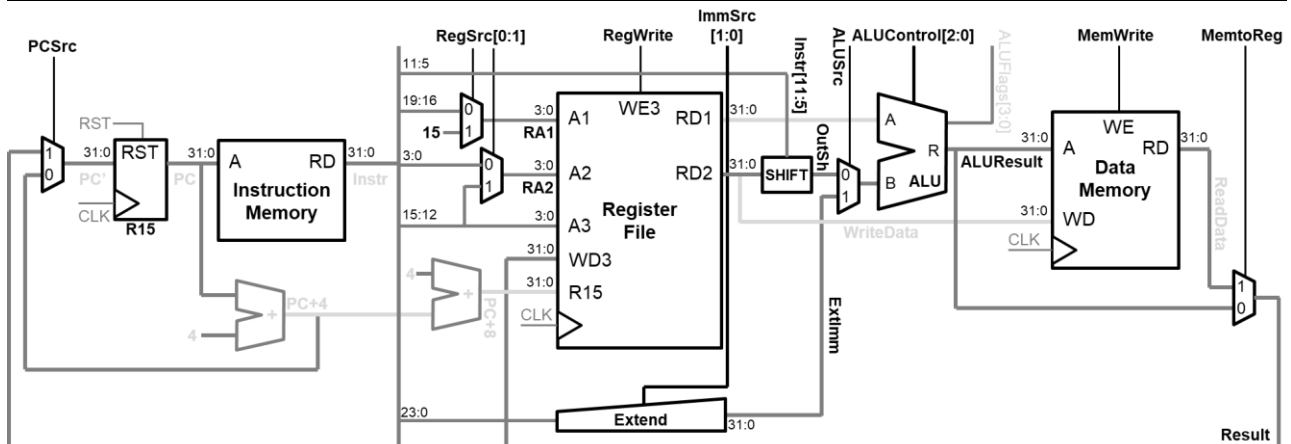 ImmSrc
PCSrc RegSrc[0:1] RegWrite [1:0] Instr[11:5] ALUSrc ALUControl[2:0] ALUFlags[3:0] MemWrite MemtoReg
11:5
19:16 0 3:0 A1 WE3 RD1 31:0 A
15 1 RA1
RST
1 31:0 RST 31:0 A RD 31:0 3:0 0 3:0 A2 RD2 31:0 SHIFT OutSh 0 B R ALU 31:0 A WE RD 31:0
0 PC' PC Instruction Memory Instr 1 RA2 1 ALUResult Data Memory
CLK
R15
15:12 3:0 A3 Register File WriteData 31:0 WD ReadData
31:0 WD3 CLK
4 + PC+8 31:0 R15 ExtImm 1
PC+4 0
4 + CLK
23:0 Extend 31:0
Result